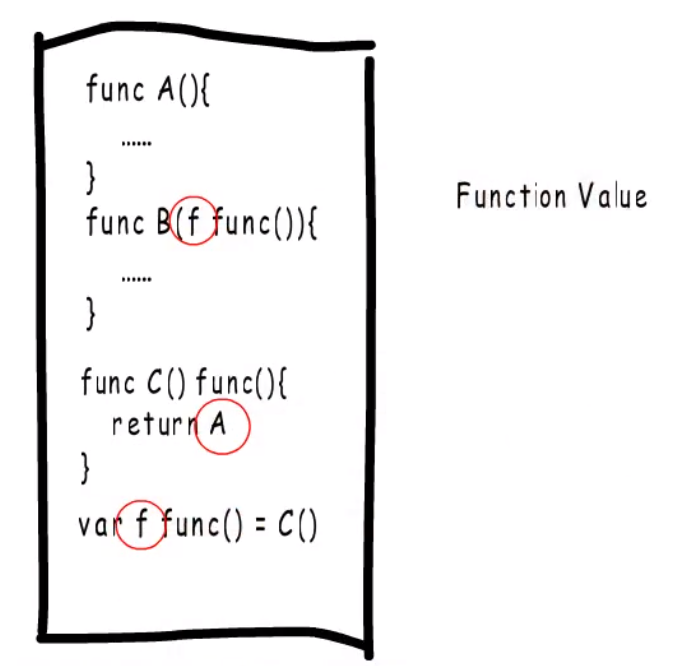 func A(){
......
}
func B(f func()){
......
}
func C() func(){
return A
}
var f func() = C()
Function Value